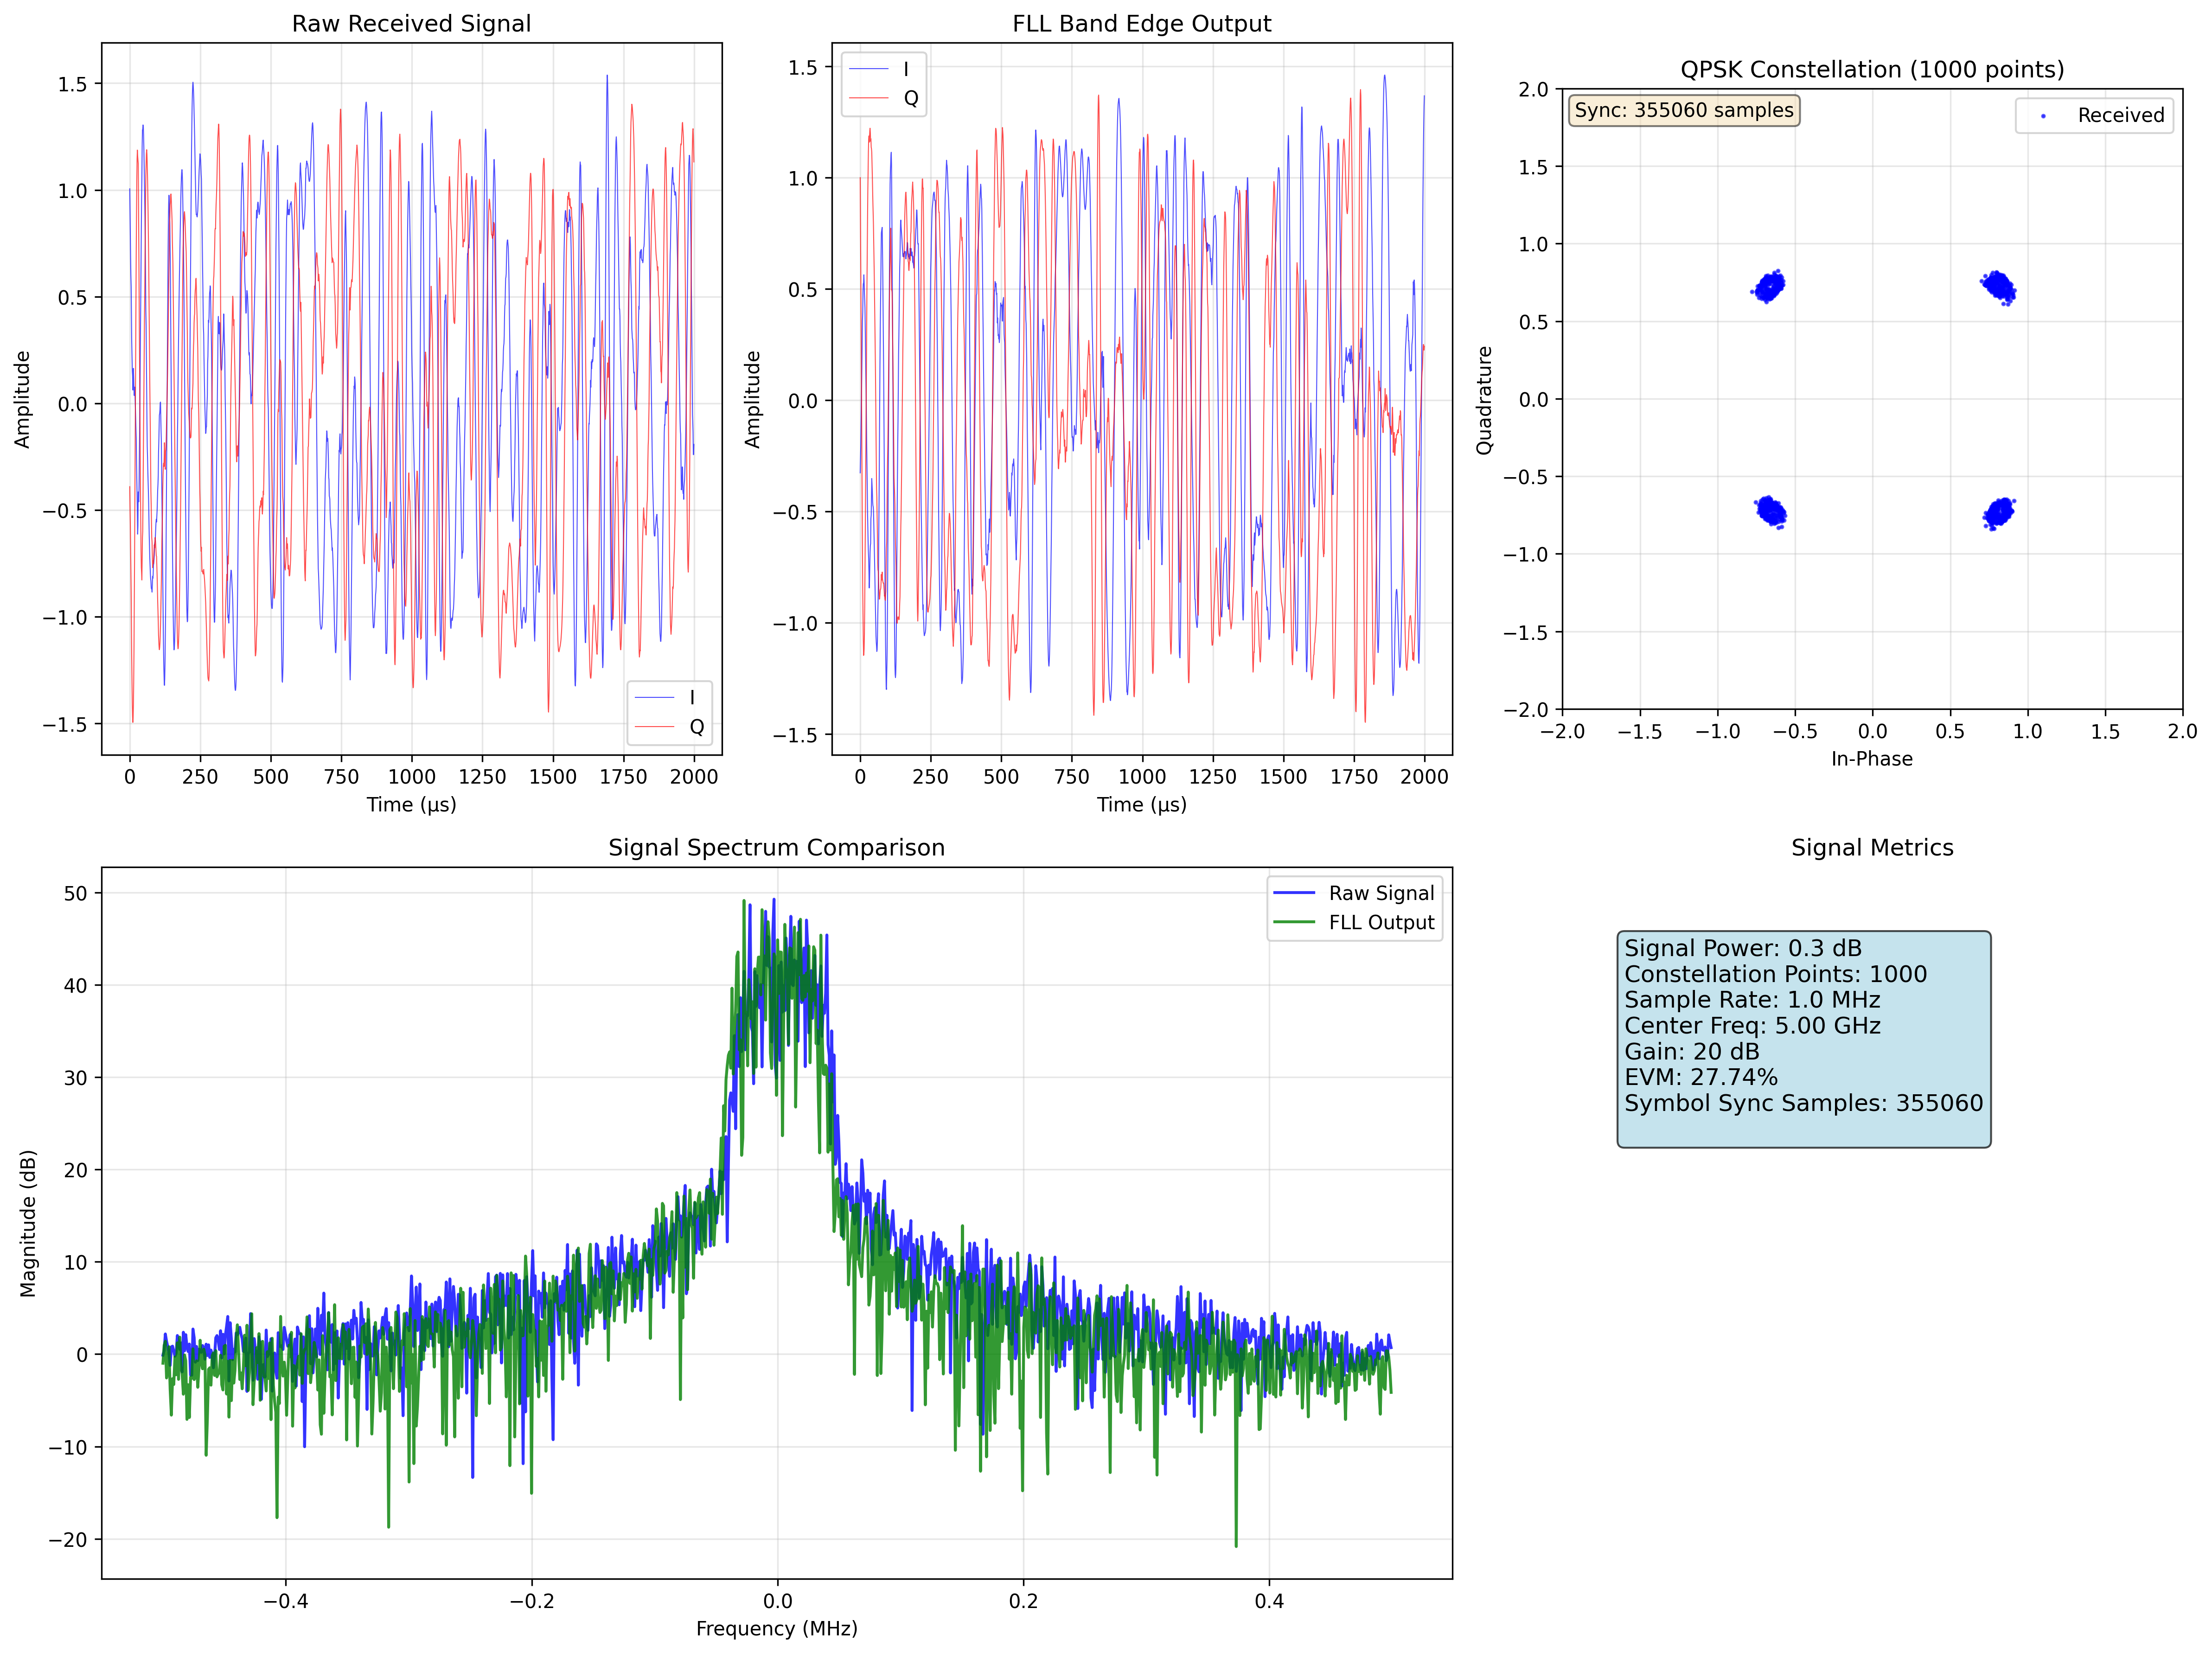 Raw Received Signal
1.5
1.0
0.5
0.0
−0.5
−1.0
−1.5
Amplitude
I
Q
0 250 500 750 1000 1250 1500 1750 2000
Time (μs)
FLL Band Edge Output
I
Q
1.5
1.0
0.5
0.0
−0.5
−1.0
−1.5
Amplitude
0 250 500 750 1000 1250 1500 1750 2000
Time (μs)
QPSK Constellation (1000 points)
Sync: 355060 samples
Received
2.0
1.5
1.0
0.5
0.0
−0.5
−1.0
−1.5
−2.0
Quadrature
−2.0 −1.5 −1.0 −0.5 0.0 0.5 1.0 1.5 2.0
In-Phase
Signal Spectrum Comparison
Raw Signal
FLL Output
50
40
30
20
10
0
−10
−20
Magnitude (dB)
−0.4 −0.2 0.0 0.2 0.4
Frequency (MHz)
Signal Metrics
Signal Power: 0.3 dB
Constellation Points: 1000
Sample Rate: 1.0 MHz
Center Freq: 5.00 GHz
Gain: 20 dB
EVM: 27.74%
Symbol Sync Samples: 355060